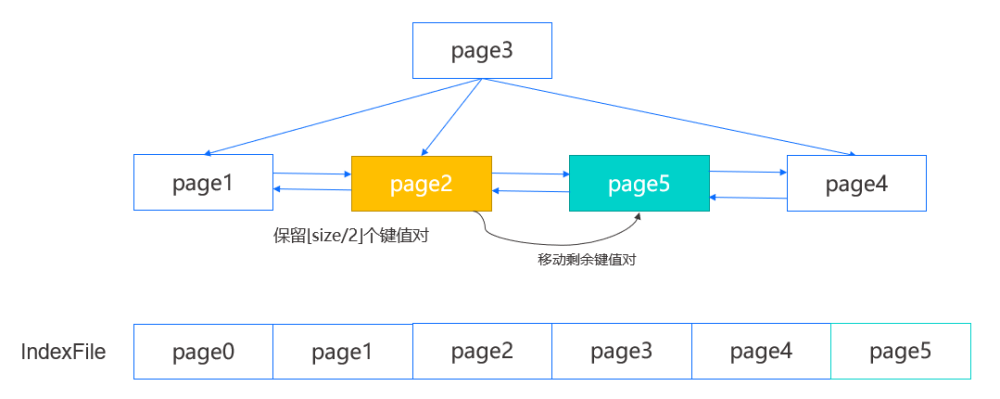 page3
page1
page2
page5
page4
保留⌊size/2⌋个键值对
移动剩余键值对
IndexFile
page0
page1
page2
page3
page4
page5